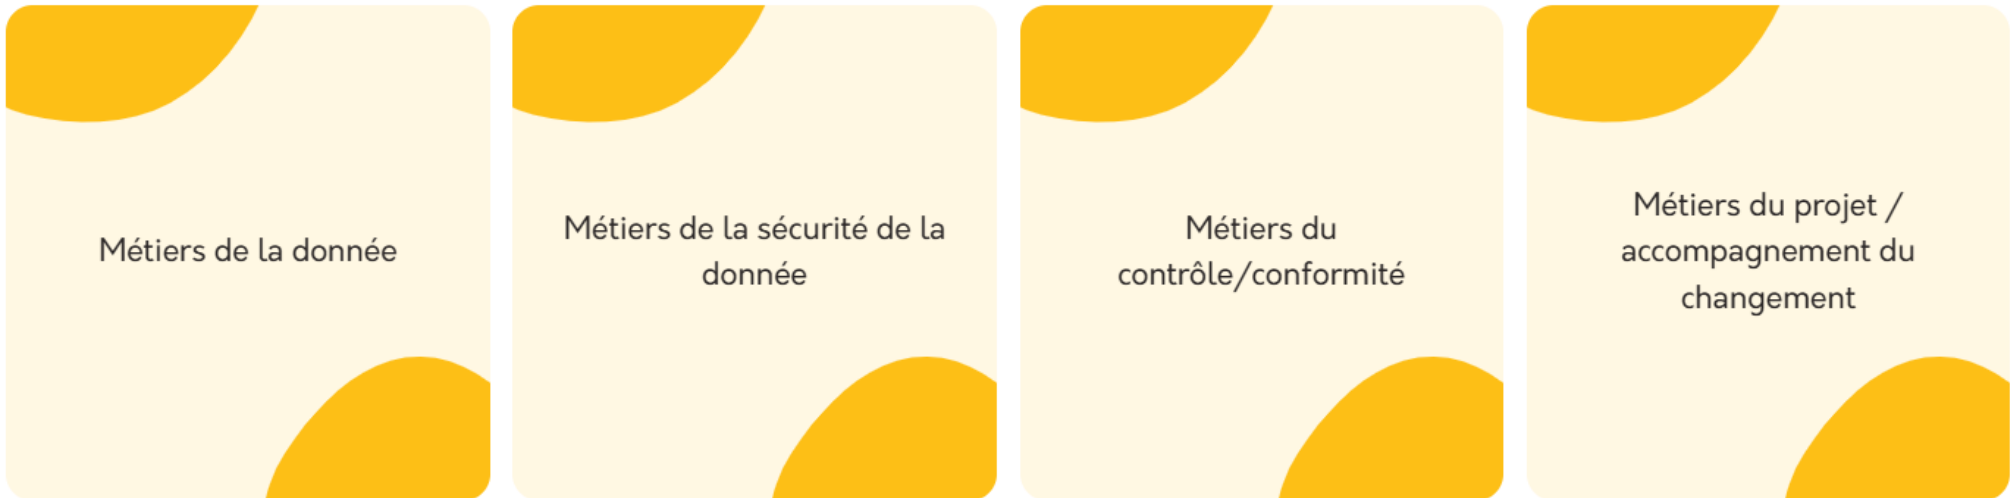 Métiers de la donnée
Métiers de la sécurité de la
donnée
Métiers du
contrôle/conformité
Métiers du projet /
accompagnement du
changement